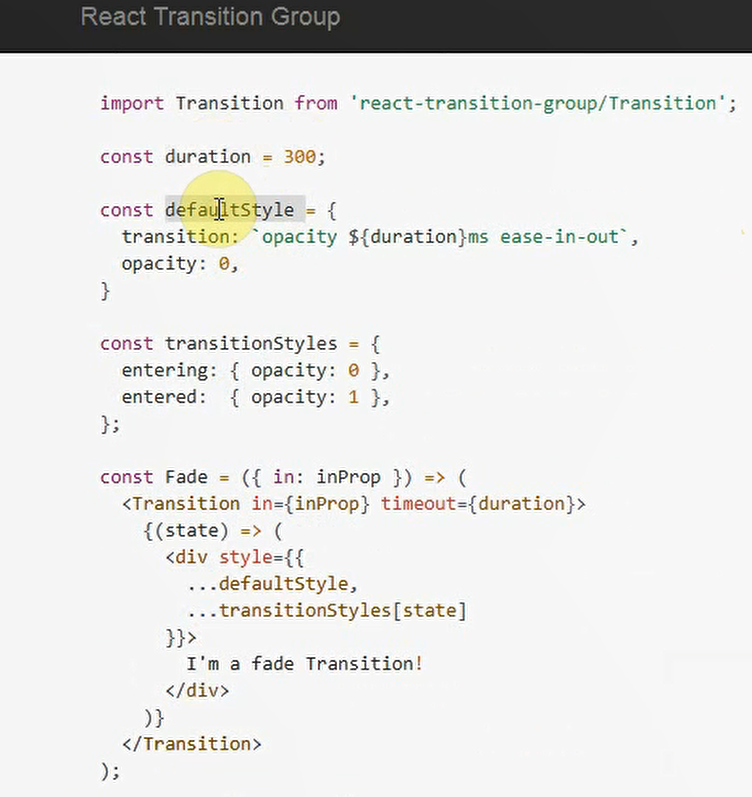 React Transition Group
import Transition from 'react-transition-group/Transition';
const duration = 300;
const defaultStyle = {
  transition: `opacity ${duration}ms ease-in-out`,
  opacity: 0,
}
const transitionStyles = {
  entering: { opacity: 0 },
  entered:  { opacity: 1 },
};
const Fade = ({ in: inProp }) => (
  <Transition in={inProp} timeout={duration}>
    {(state) => (
      <div style={{
        ...defaultStyle,
        ...transitionStyles[state]
      }}>
        I'm a fade Transition!
      </div>
    )}
  </Transition>
);